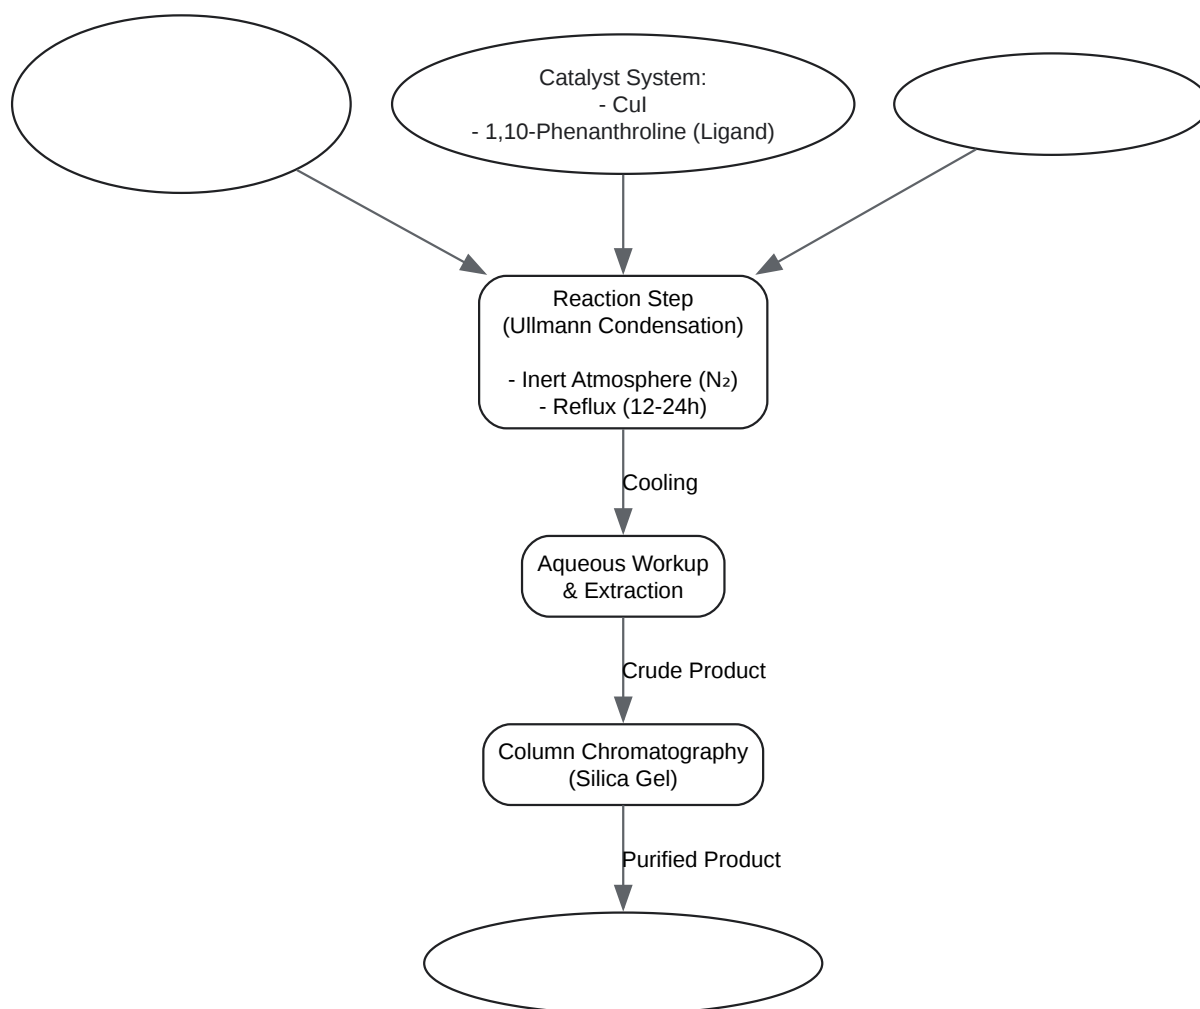 Catalyst System:
- CuI
- 1,10-Phenanthroline (Ligand)
Reaction Step
(Ullmann Condensation)
- Inert Atmosphere (N₂)
- Reflux (12-24h)
Cooling
Aqueous Workup
& Extraction
Crude Product
Column Chromatography
(Silica Gel)
Purified Product